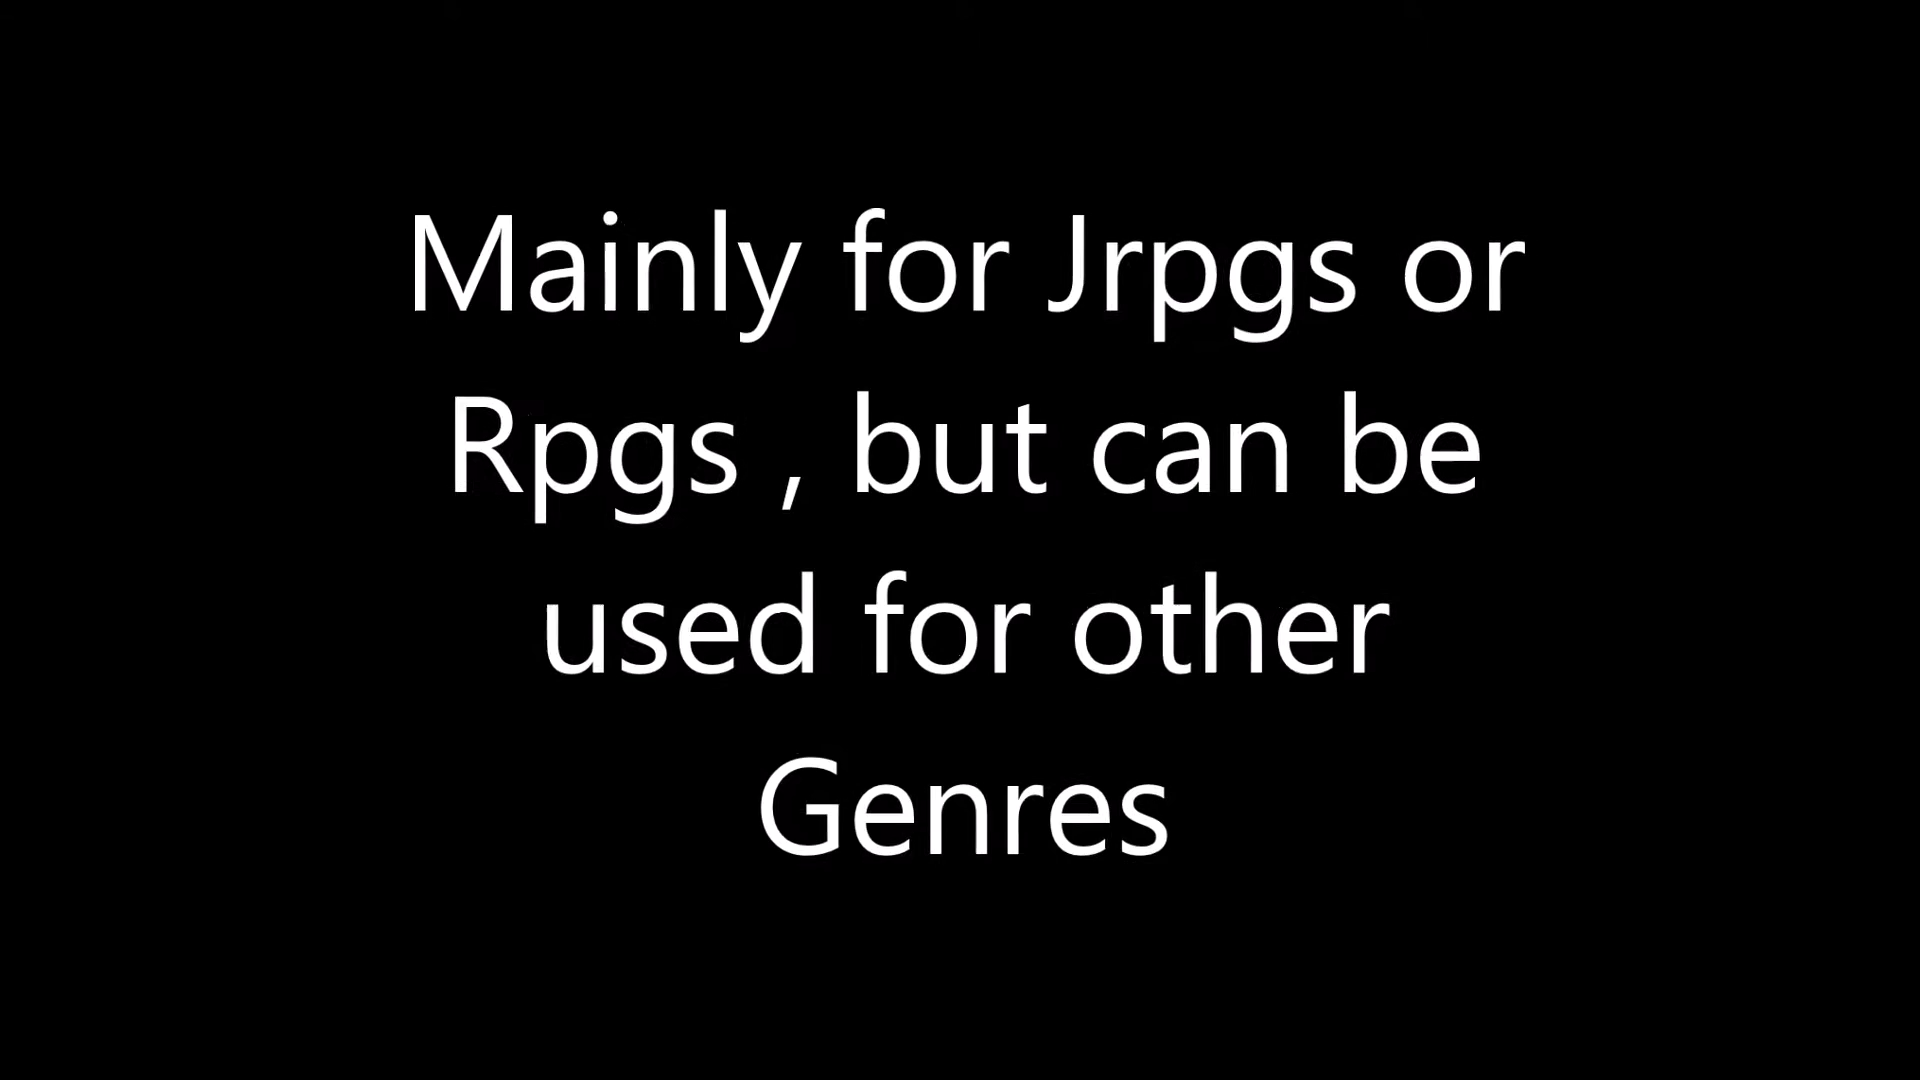 Mainly for Jrpgs or
Rpgs , but can be
used for other
Genres